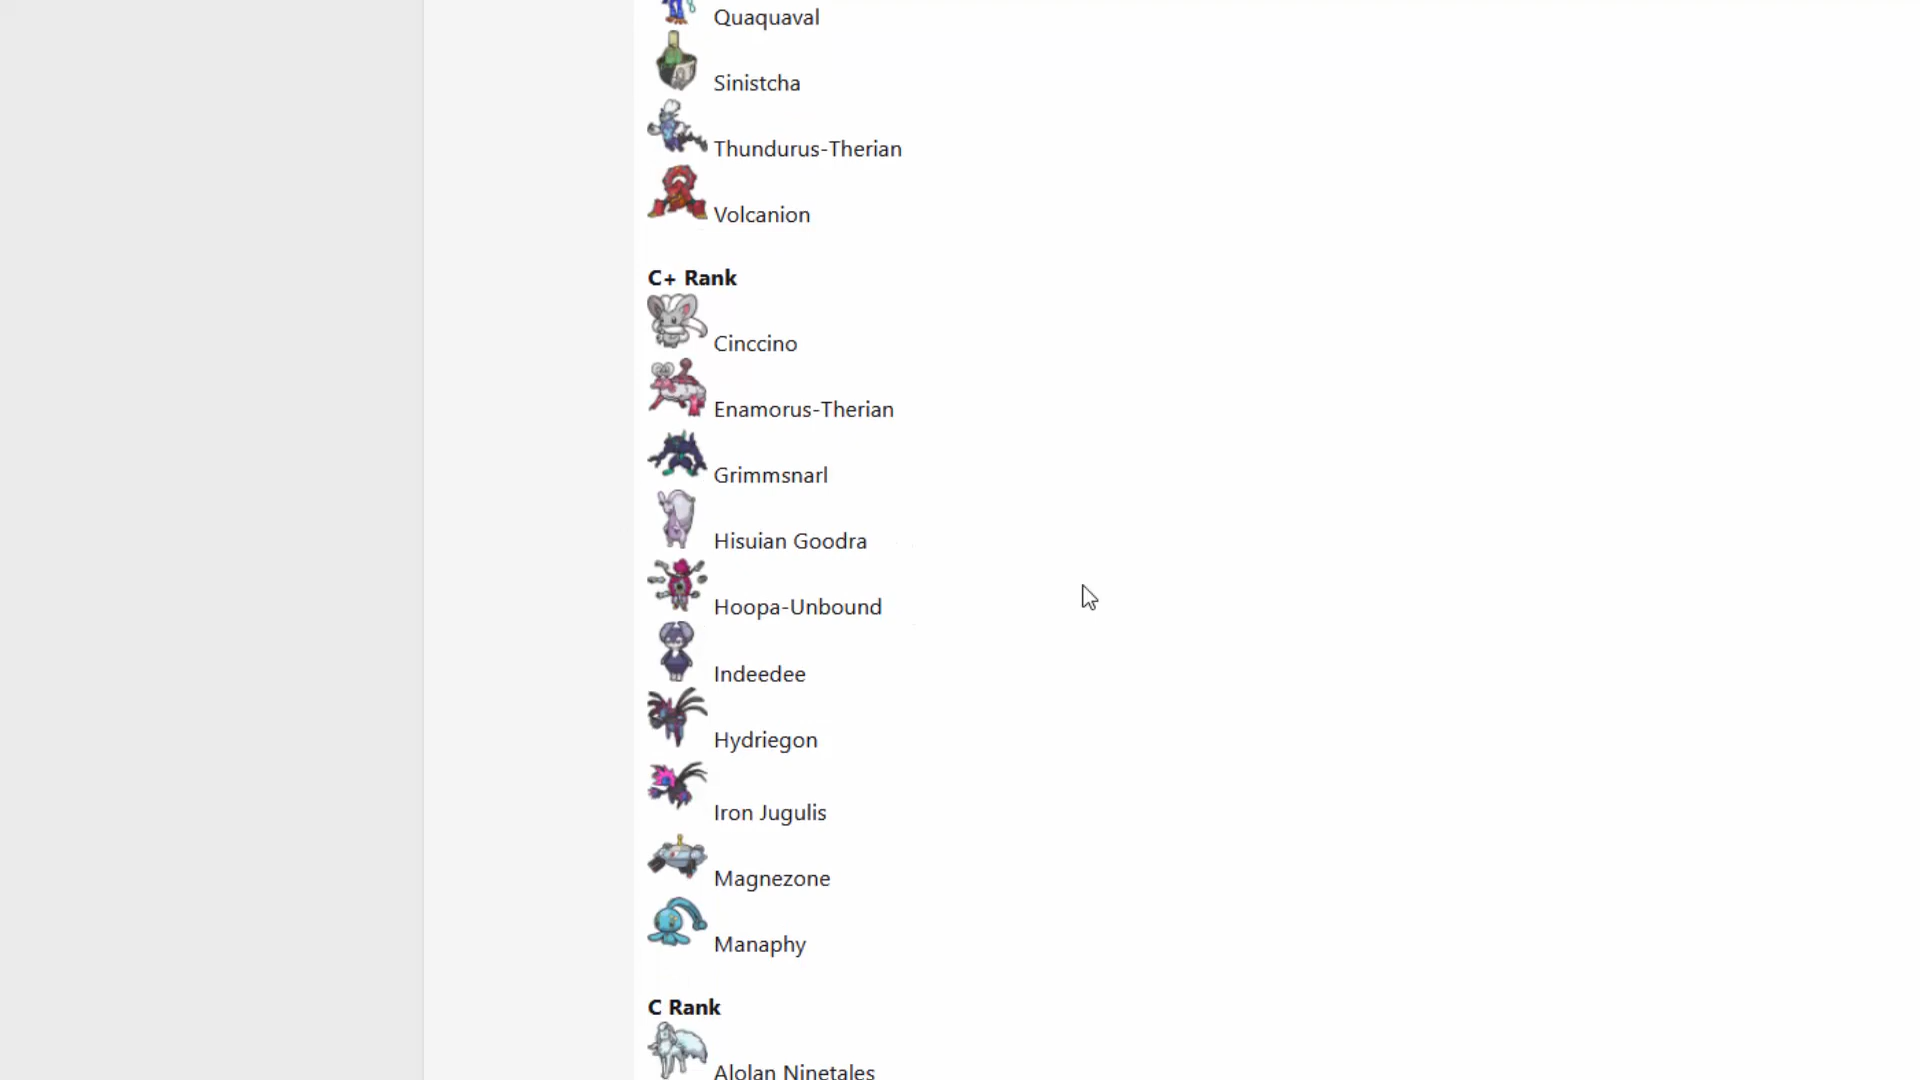 Quaquaval
Sinistcha
Thundurus-Therian
Volcanion
C+ Rank
Cinccino
Enamorus-Therian
Grimmsnarl
Hisuian Goodra
Hoopa-Unbound
Indeedee
Hydriegon
Iron Jugulis
Magnezone
Manaphy
C Rank
Alolan Ninetales